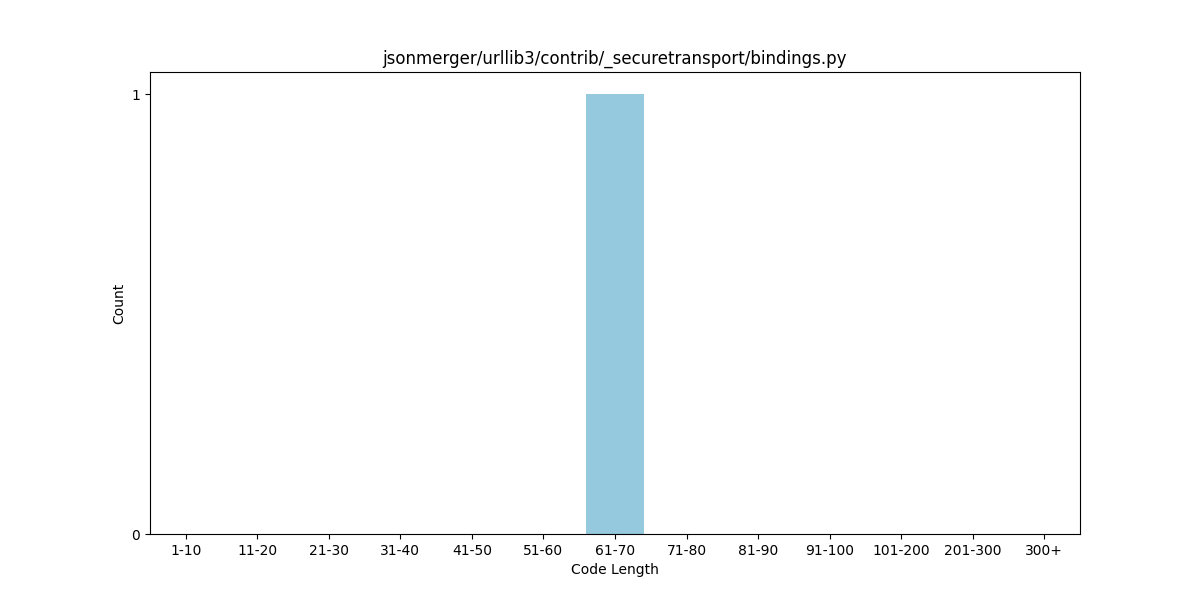 jsonmerger/urllib3/contrib/_securetransport/bindings.py
1
Count
0
1-10 11-20 21-30 31-40 41-50 51-60 61-70 71-80 81-90 91-100 101-200 201-300 300+
Code Length